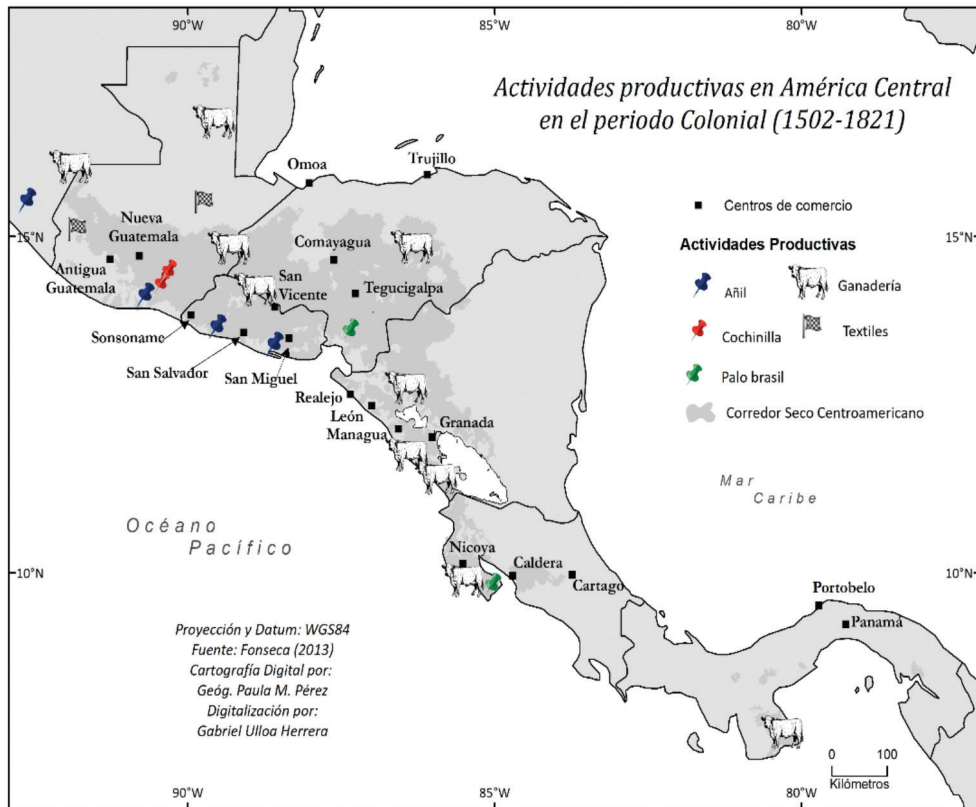 90°W
85°W
80°W
Actividades productivas en América Central
en el periodo Colonial (1502-1821)
Omoa
Trujillo
Centros de comercio
15°N
15°N
Nueva
Guatemala
Comayagua
Actividades Productivas
Antigua
Guatemala
San
Vicente
Tegucigalpa
Añil
Ganadería
Sonsoname
Cochinilla
Textiles
San Salvador
San Miguel
Palo brasil
Realejo
León
Managua
Granada
Corredor Seco Centroamericano
Mar
Caribe
Océano
Pacífico
Nicoya
Caldera
Cartago
10°N
10°N
Portobelo
Panamá
Proyección y Datum: WGS84
Fuente: Fonseca (2013)
Cartografía Digital por:
Geóg. Paula M. Pérez
Digitalización por:
Gabriel Ulloa Herrera
0 100
Kilómetros
90°W
85°W
80°W